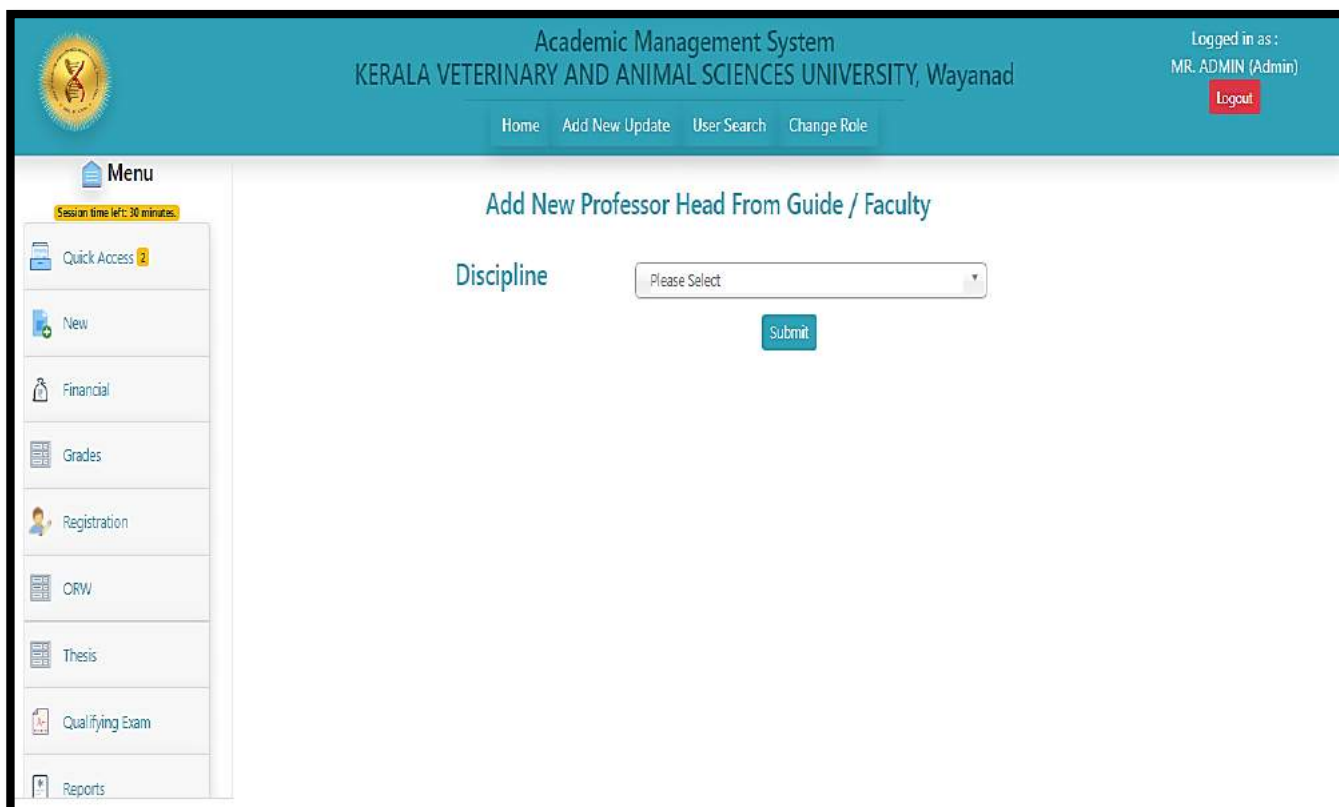 Academic Management System
KERALA VETERINARY AND ANIMAL SCIENCES UNIVERSITY, Wayanad
Logged in as :
MR. ADMIN (Admin)
Logout
Home Add New Update User Search Change Role
Menu
Session time left: 30 minutes.
Quick Access 2
New
Financial
Grades
Registration
ORW
Thesis
Qualifying Exam
Reports
Add New Professor Head From Guide / Faculty
Discipline Please Select
Submit